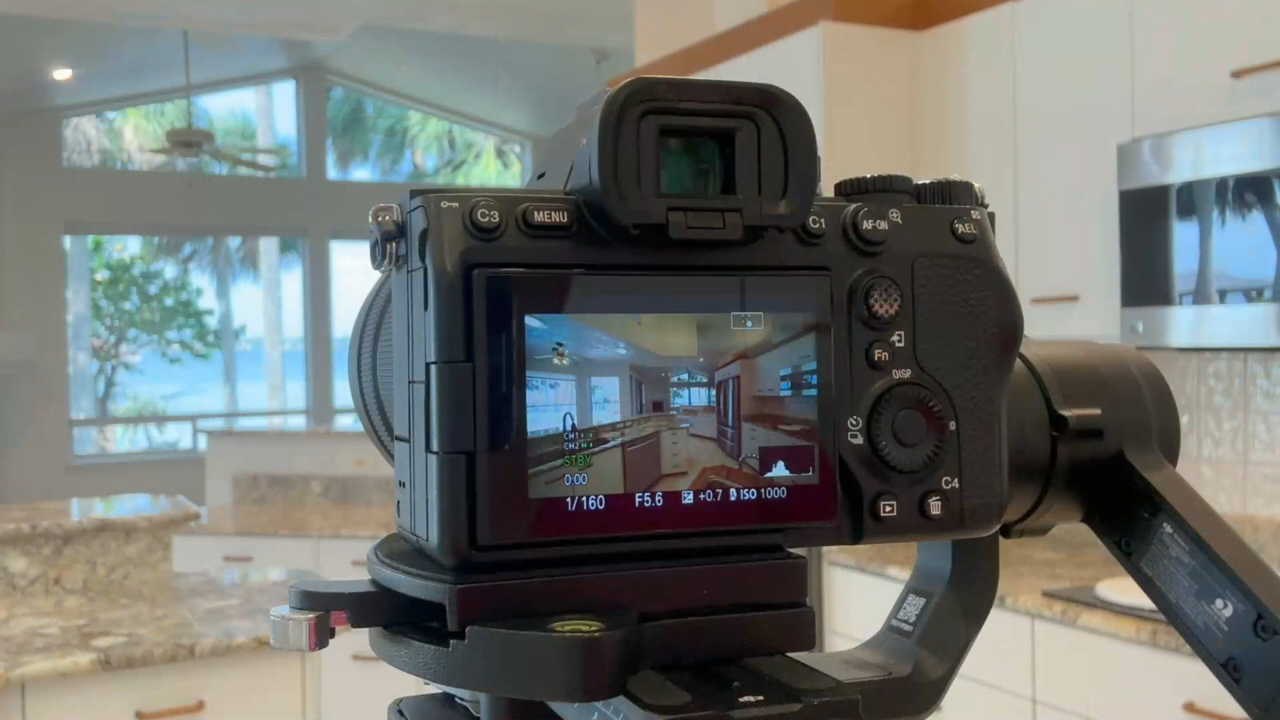 C3
MENU
C1
AF-ON
AEL
Fn
DISP
C4
CH1
CH2
STBY
0:00
1/160 F5.6 +0.7 ISO 1000